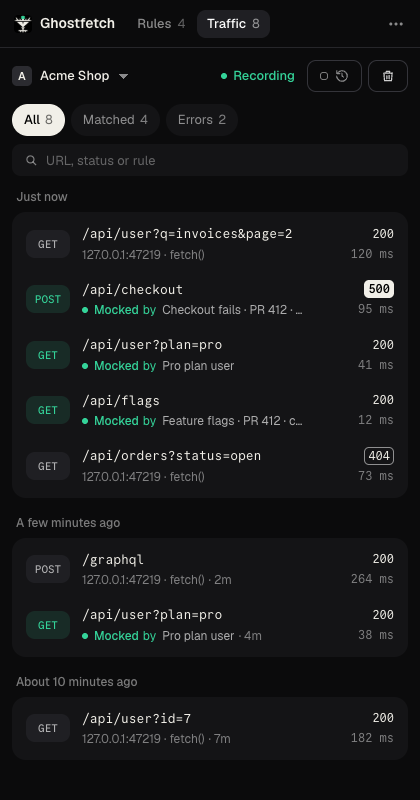 Ghostfetch Rules 4 Traffic 8
A Acme Shop Recording
All 8 Matched 4 Errors 2
URL, status or rule
Just now
GET /api/user?q=invoices&page=2 200
127.0.0.1:47219 · fetch() 120 ms
POST /api/checkout 500
Mocked by Checkout fails · PR 412 · … 95 ms
GET /api/user?plan=pro 200
Mocked by Pro plan user 41 ms
GET /api/flags 200
Mocked by Feature flags · PR 412 · c… 12 ms
GET /api/orders?status=open 404
127.0.0.1:47219 · fetch() 73 ms
A few minutes ago
POST /graphql 200
127.0.0.1:47219 · fetch() · 2m 264 ms
GET /api/user?plan=pro 200
Mocked by Pro plan user · 4m 38 ms
About 10 minutes ago
GET /api/user?id=7 200
127.0.0.1:47219 · fetch() · 7m 182 ms